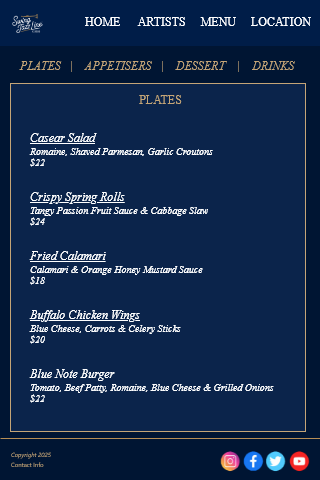 HOME ARTISTS MENU LOCATION
PLATES | APPETISERS | DESSERT | DRINKS
PLATES
Casear Salad
Romaine, Shaved Parmesan, Garlic Croutons
$22
Crispy Spring Rolls
Tangy Passion Fruit Sauce & Cabbage Slaw
$24
Fried Calamari
Calamari & Orange Honey Mustard Sauce
$18
Buffalo Chicken Wings
Blue Cheese, Carrots & Celery Sticks
$20
Blue Note Burger
Tomato, Beef Patty, Romaine, Blue Cheese & Grilled Onions
$22
Copyright 2025
Contact Info